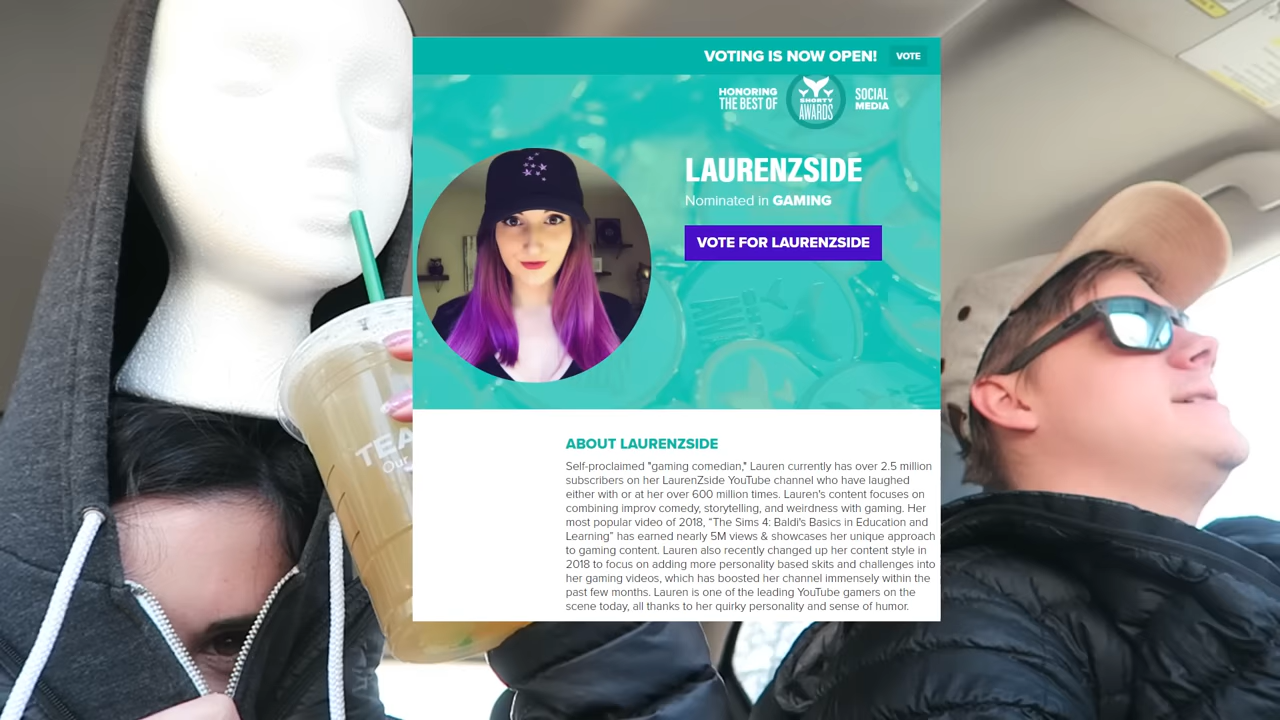 VOTING IS NOW OPEN!
VOTE
HONORING
THE BEST OF
SHORTY
AWARDS
SOCIAL
MEDIA
LAURENZSIDE
Nominated in GAMING
VOTE FOR LAURENZSIDE
TEA
Our
ABOUT LAURENZSIDE
Self-proclaimed "gaming comedian," Lauren currently has over 2.5 million
subscribers on her LaurenZside YouTube channel who have laughed
either with or at her over 600 million times. Lauren's content focuses on
combining improv comedy, storytelling, and weirdness with gaming. Her
most popular video of 2018, “The Sims 4: Baldi's Basics in Education and
Learning” has earned nearly 5M views & showcases her unique approach
to gaming content. Lauren also recently changed up her content style in
2018 to focus on adding more personality based skits and challenges into
her gaming videos, which has boosted her channel immensely within the
past few months. Lauren is one of the leading YouTube gamers on the
scene today, all thanks to her quirky personality and sense of humor.